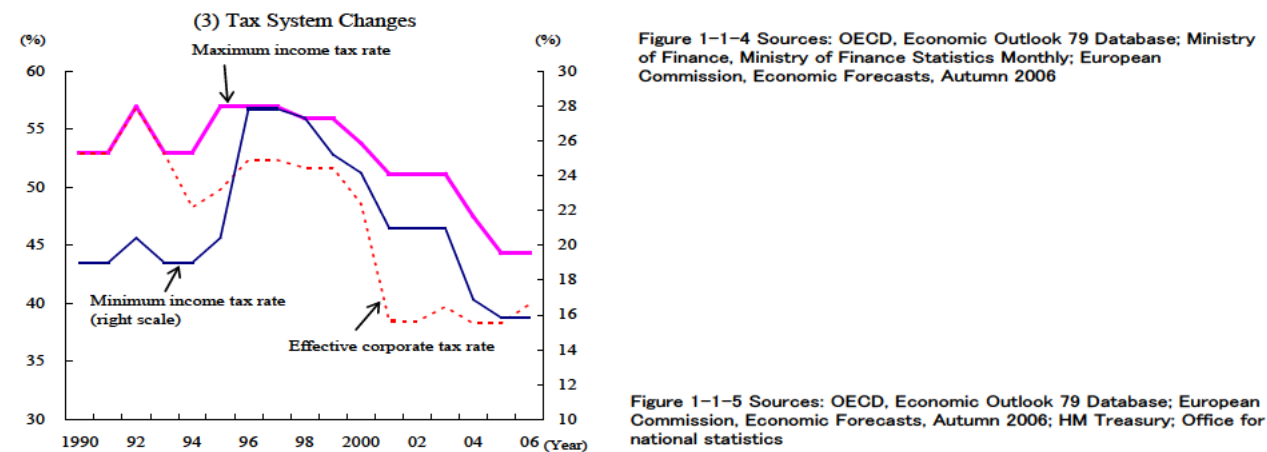 (3) Tax System Changes
(%)
(%)
Maximum income tax rate
60
55
50
45
40
35
30
30
28
26
24
22
20
18
16
14
12
10
Minimum income tax rate
(right scale)
Effective corporate tax rate
1990 92 94 96 98 2000 02 04 06 (Year)
Figure 1-1-4 Sources: OECD, Economic Outlook 79 Database; Ministry
of Finance, Ministry of Finance Statistics Monthly; European
Commission, Economic Forecasts, Autumn 2006
Figure 1-1-5 Sources: OECD, Economic Outlook 79 Database; European
Commission, Economic Forecasts, Autumn 2006; HM Treasury; Office for
national statistics